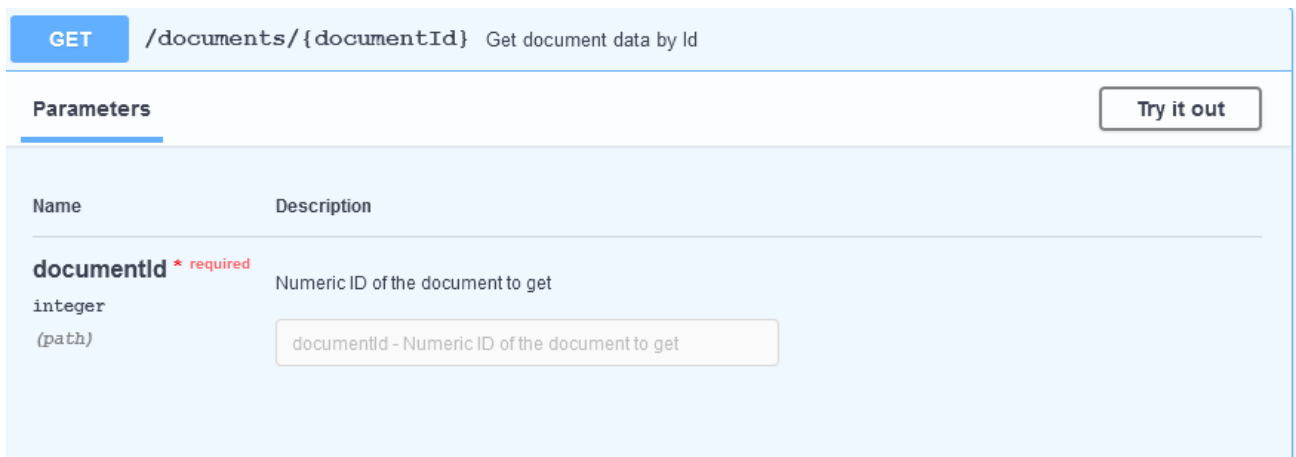 GET /documents/{documentId} Get document data by Id
Parameters Try it out
Name Description
documentId * required
Numeric ID of the document to get
integer
(path)
documentId - Numeric ID of the document to get